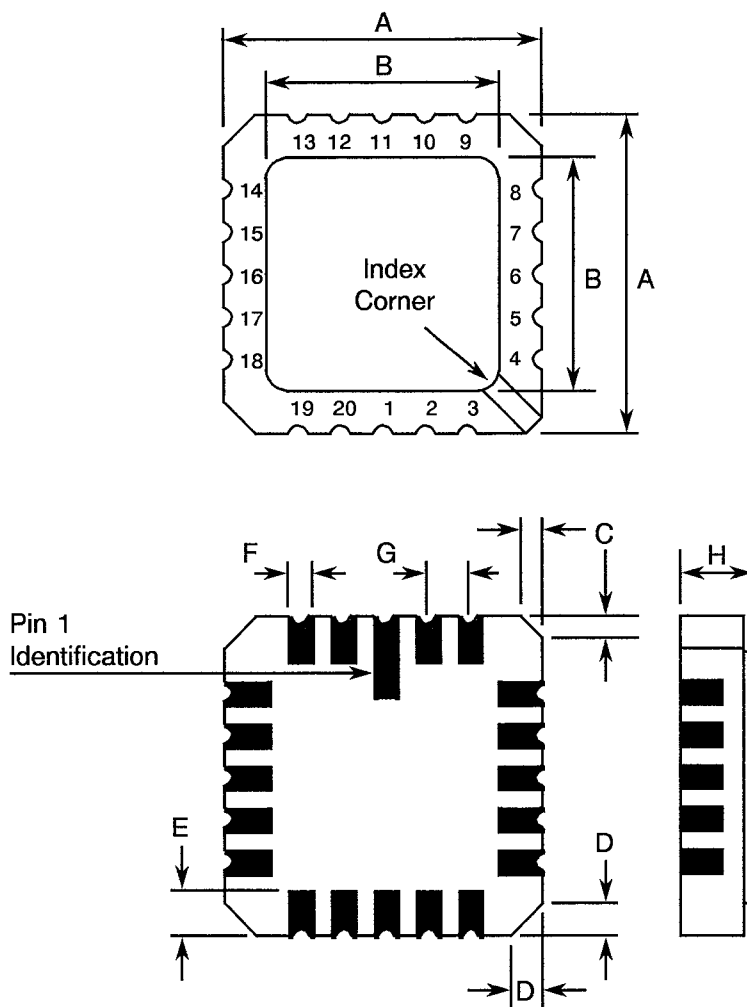 A
B
13 12 11 10 9
14 8
15 7
16 6
17 5
18 4
Index
Corner
B
A
19 20 1 2 3
C
F G H
Pin 1
Identification
E
D
D